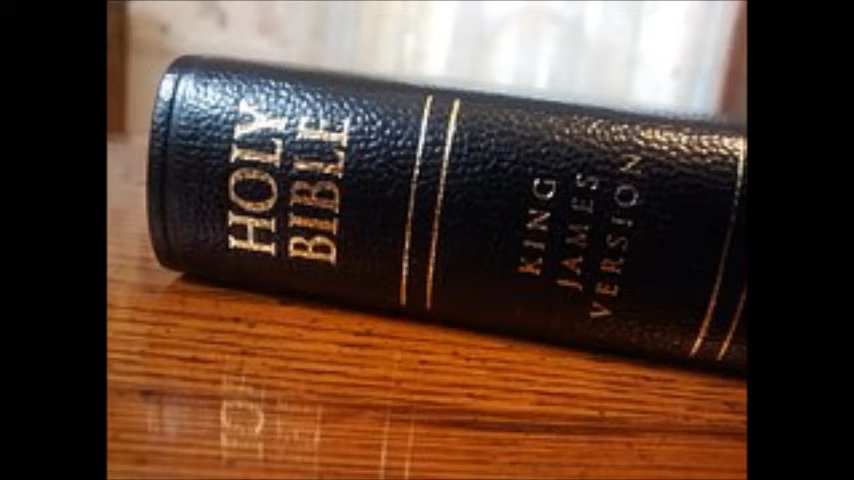 HOLY
BIBLE
KING
JAMES
VERSION